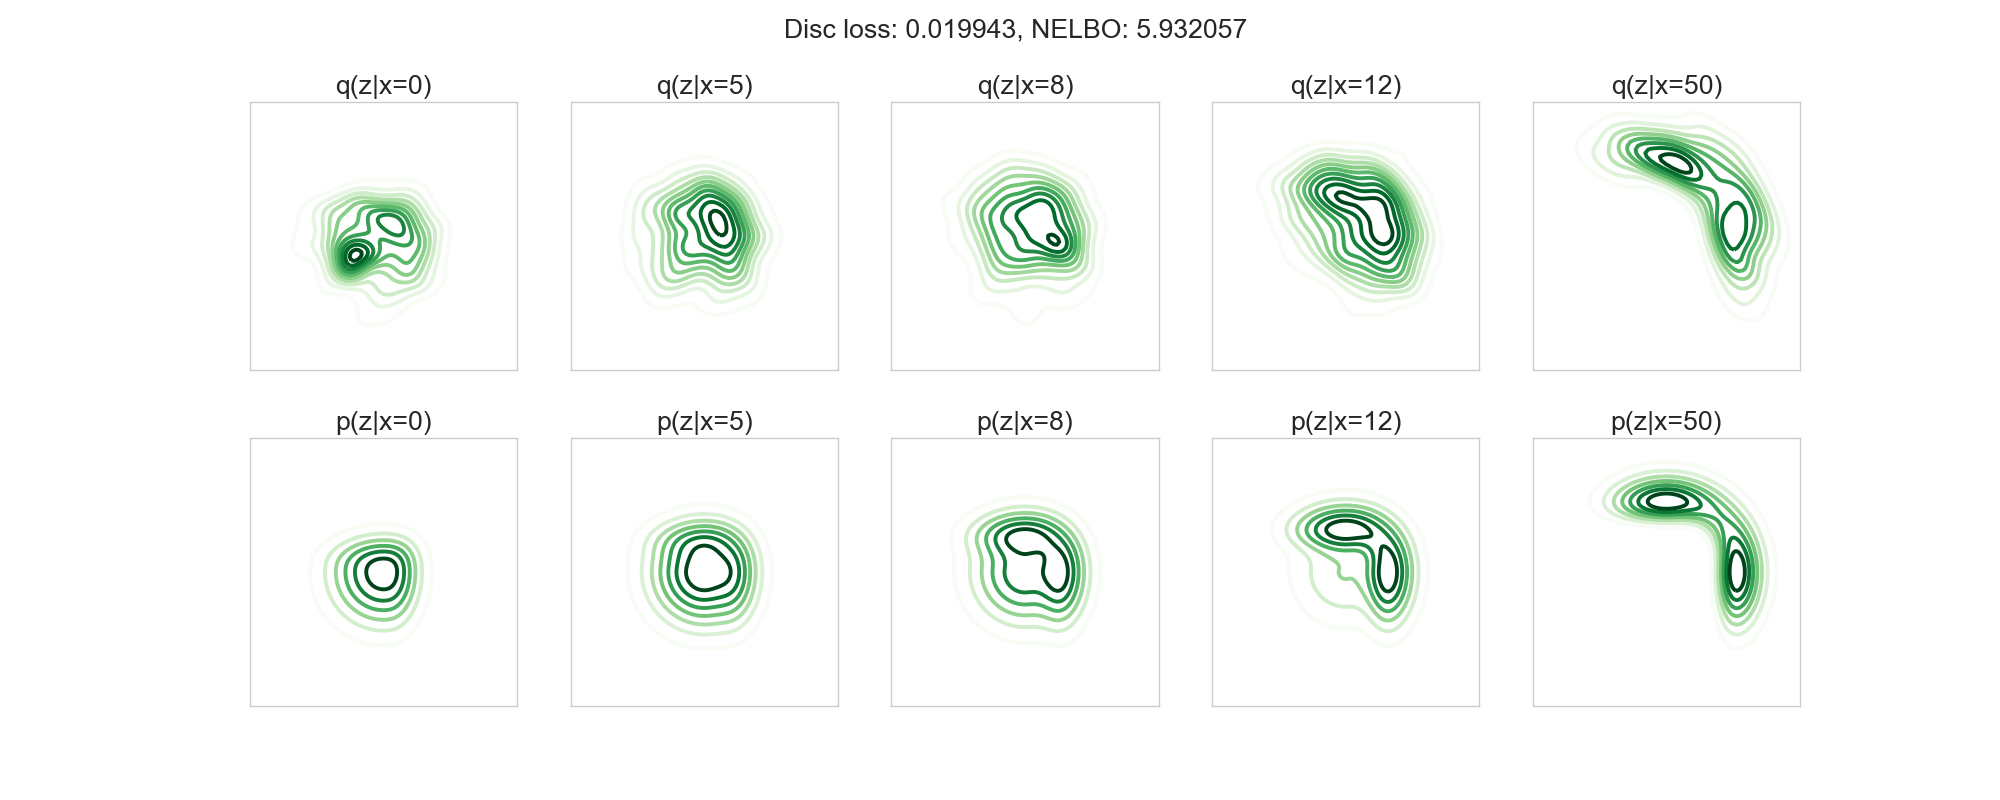 Disc loss: 0.019943, NELBO: 5.932057
q(z|x=0) q(z|x=5) q(z|x=8) q(z|x=12) q(z|x=50)
p(z|x=0) p(z|x=5) p(z|x=8) p(z|x=12) p(z|x=50)